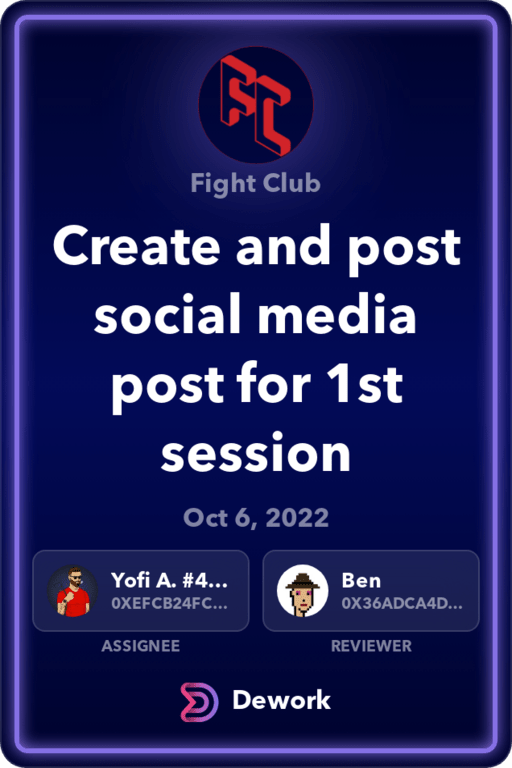 FC
Fight Club
Create and post
social media
post for 1st
session
Oct 6, 2022
Yofi A. #4...
0XEFCB24FC...
Ben
0X36ADCA4D...
ASSIGNEE
REVIEWER
Dework